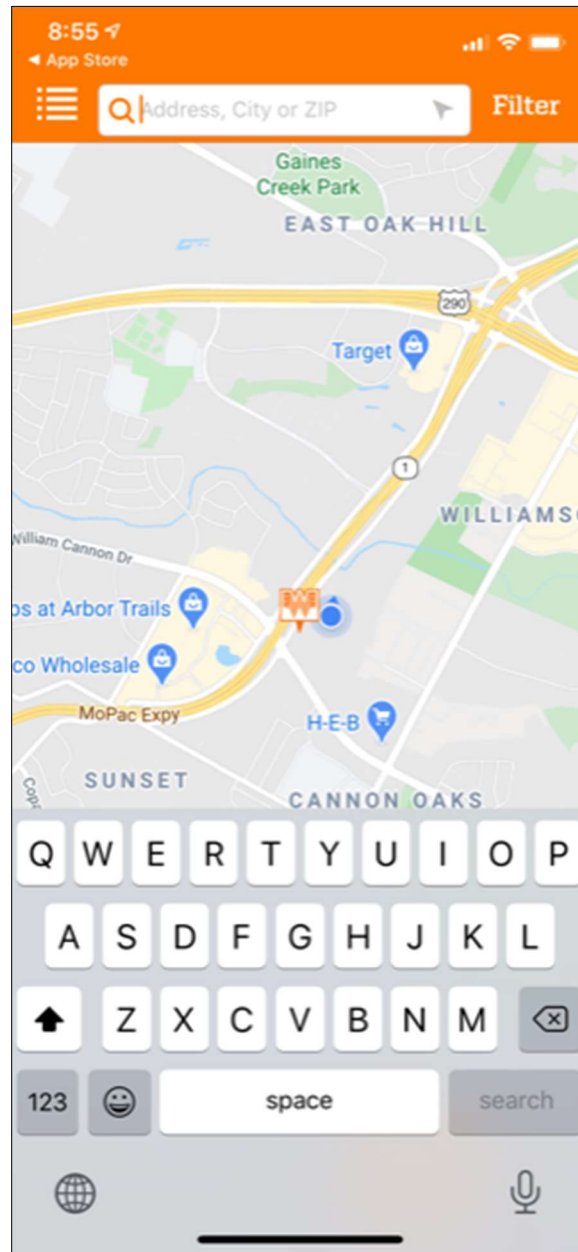 8:55
◀ App Store
Address, City or ZIP
Filter
Gaines
Creek Park
EAST OAK HILL
290
Target
1
WILLIAMS
William Cannon Dr
ps at Arbor Trails
co Wholesale
MoPac Expy
H-E-B
SUNSET
Copa
CANNON OAKS
Q W E R T Y U I O P
A S D F G H J K L
Z X C V B N M
123
space
search